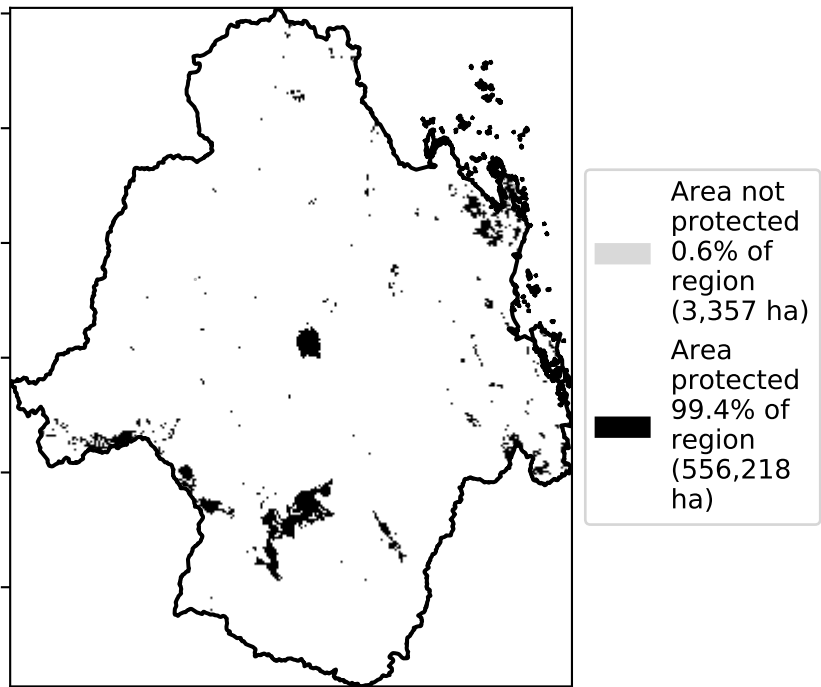 Area not
protected
0.6% of
region
(3,357 ha)
Area
protected
99.4% of
region
(556,218
ha)